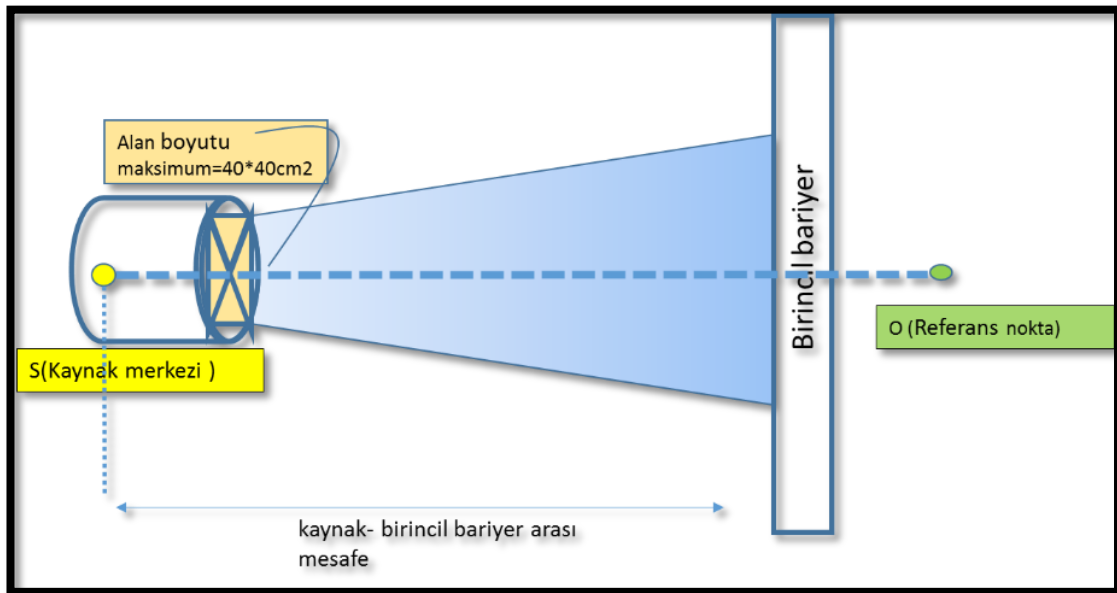 Alan boyutu
maksimum=40*40cm2
S(Kaynak merkezi )
Birincil bariyer
O (Referans nokta)
kaynak- birincil bariyer arası
mesafe